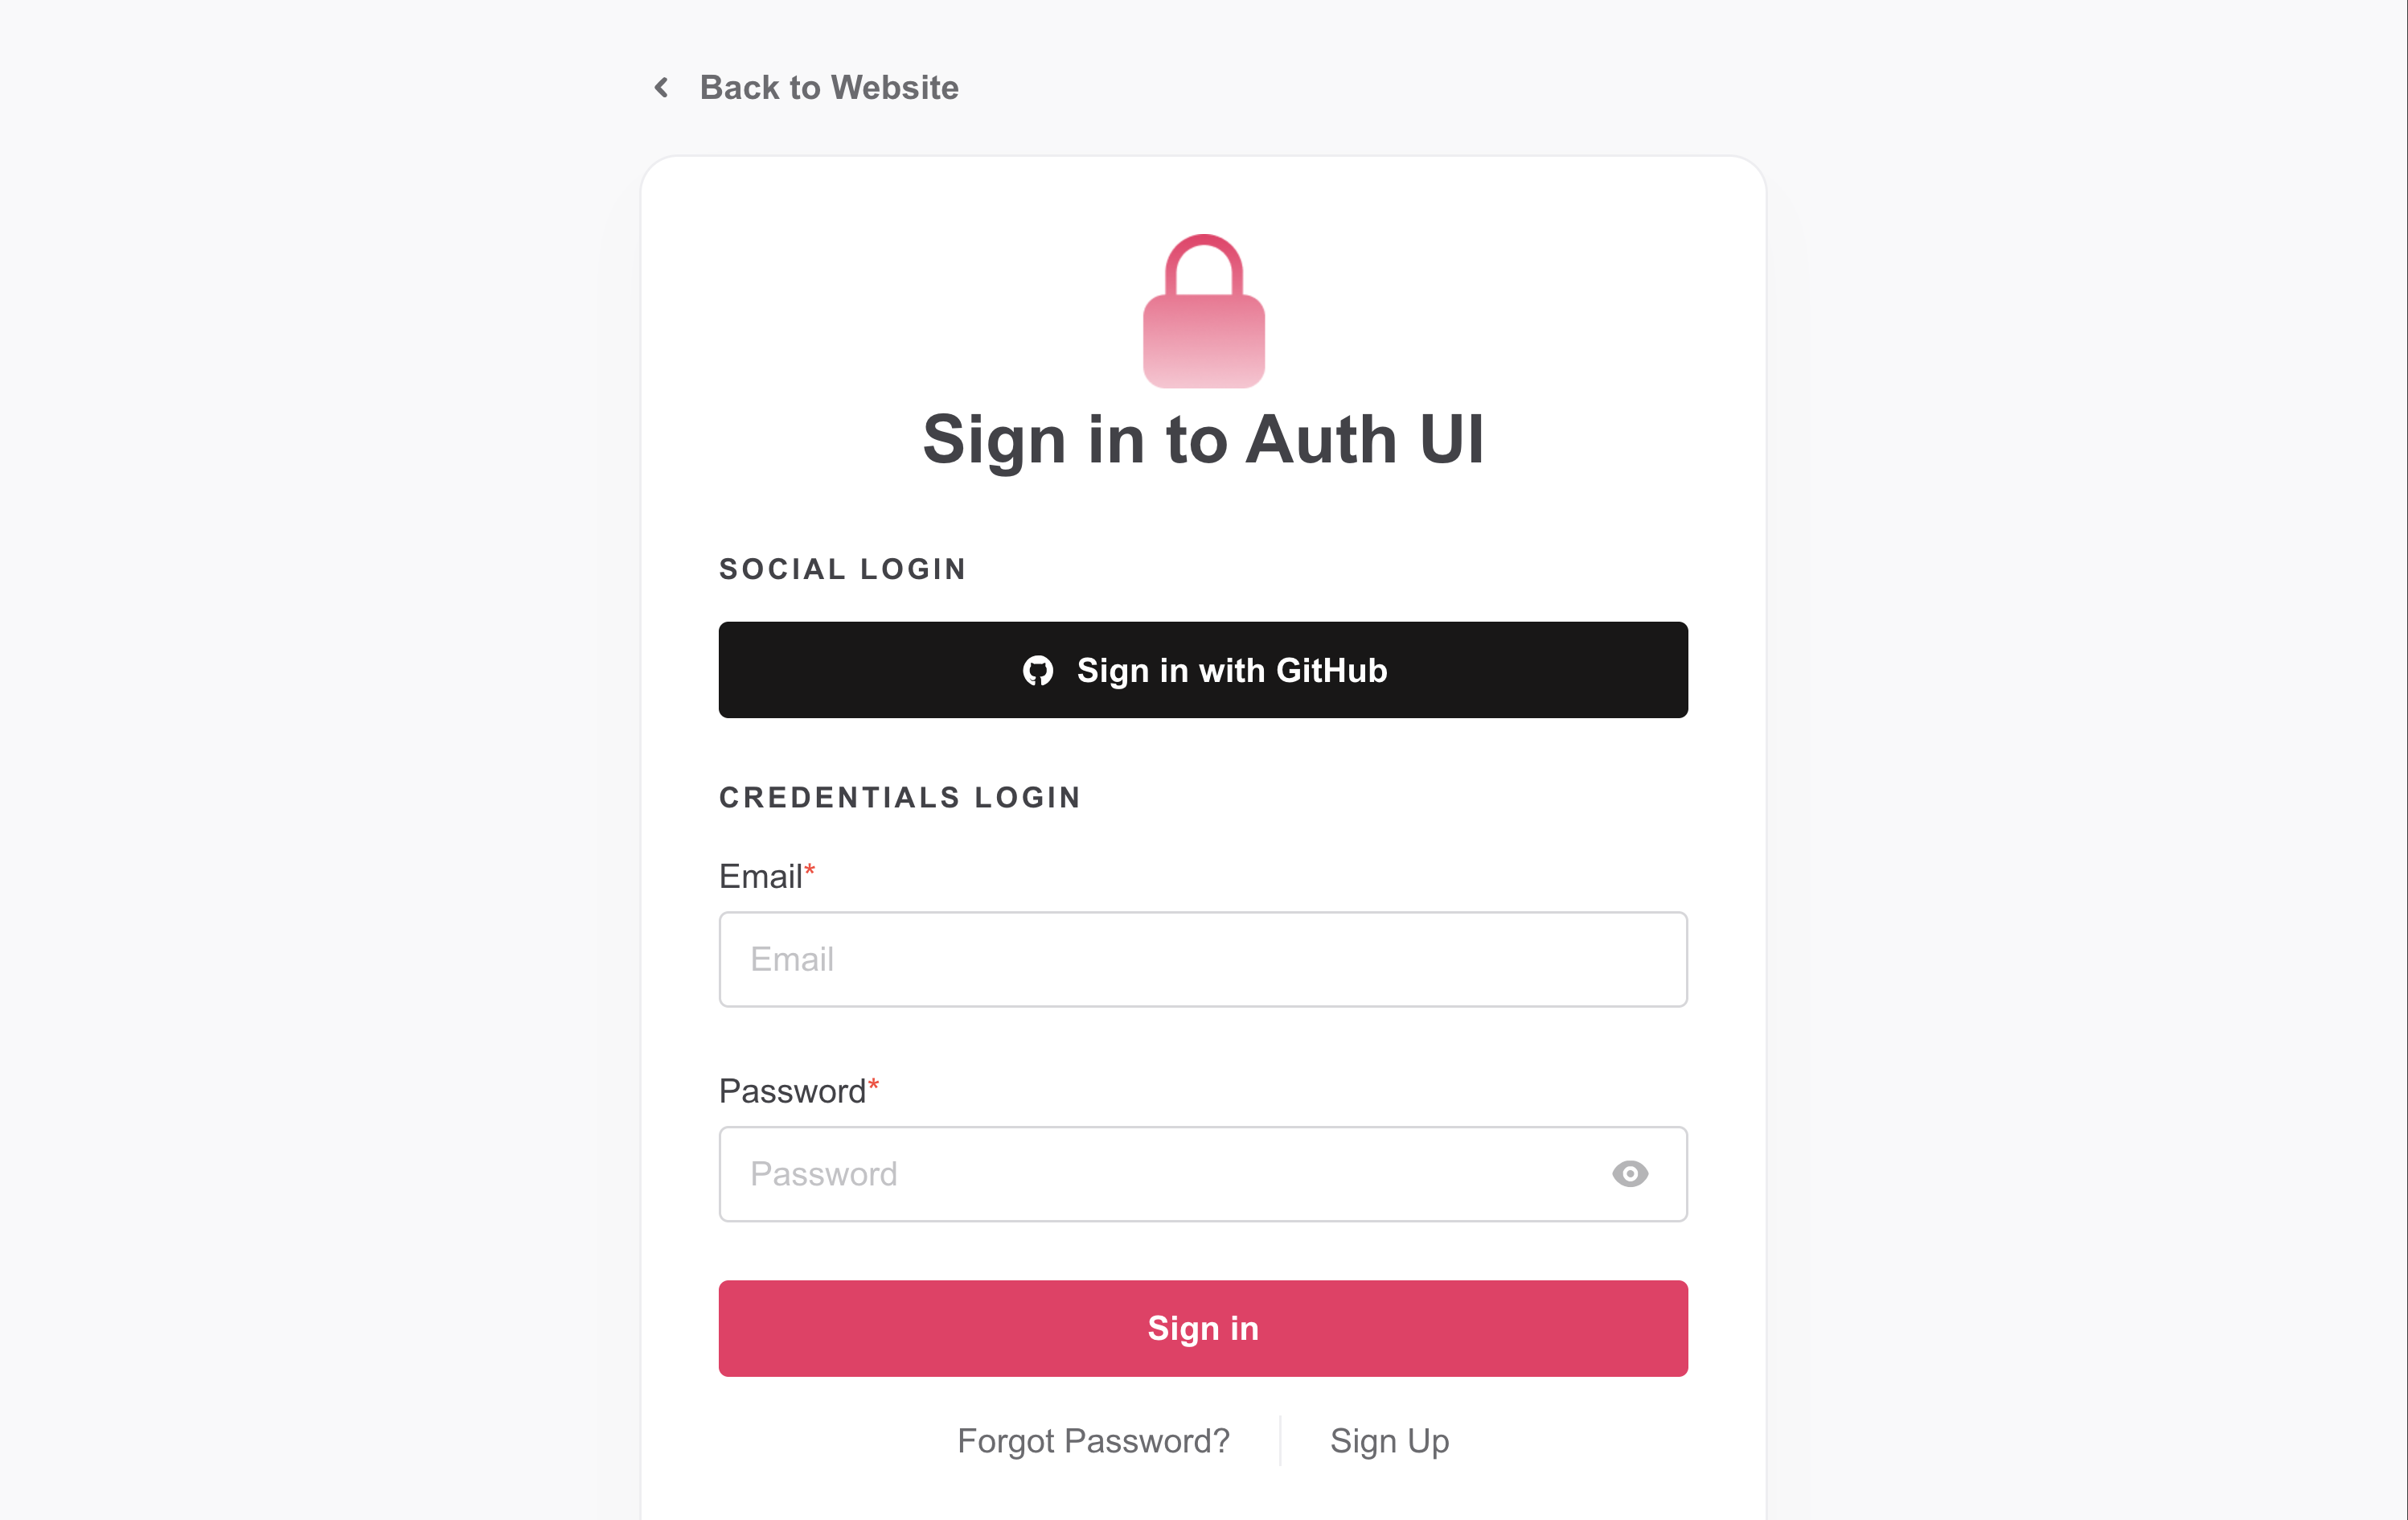 Back to Website
Sign in to Auth UI
SOCIAL LOGIN
Sign in with GitHub
CREDENTIALS LOGIN
Email*
Email
Password*
Password
Sign in
Forgot Password?
Sign Up